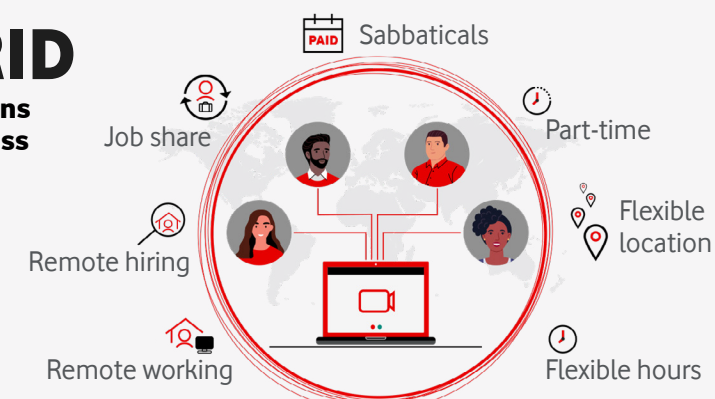 PAID
Sabbaticals
Job share
Part-time
Flexible
location
Remote hiring
Remote working
Flexible hours